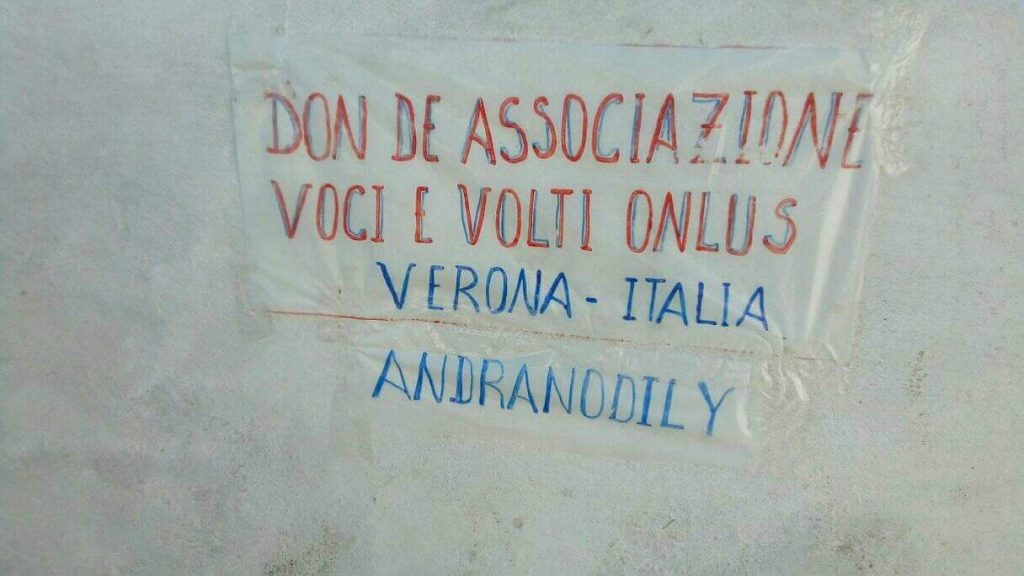 DON DE ASSOCIAZIONE
VOCI E VOLTI ONLUS
VERONA - ITALIA
ANDRANODILY